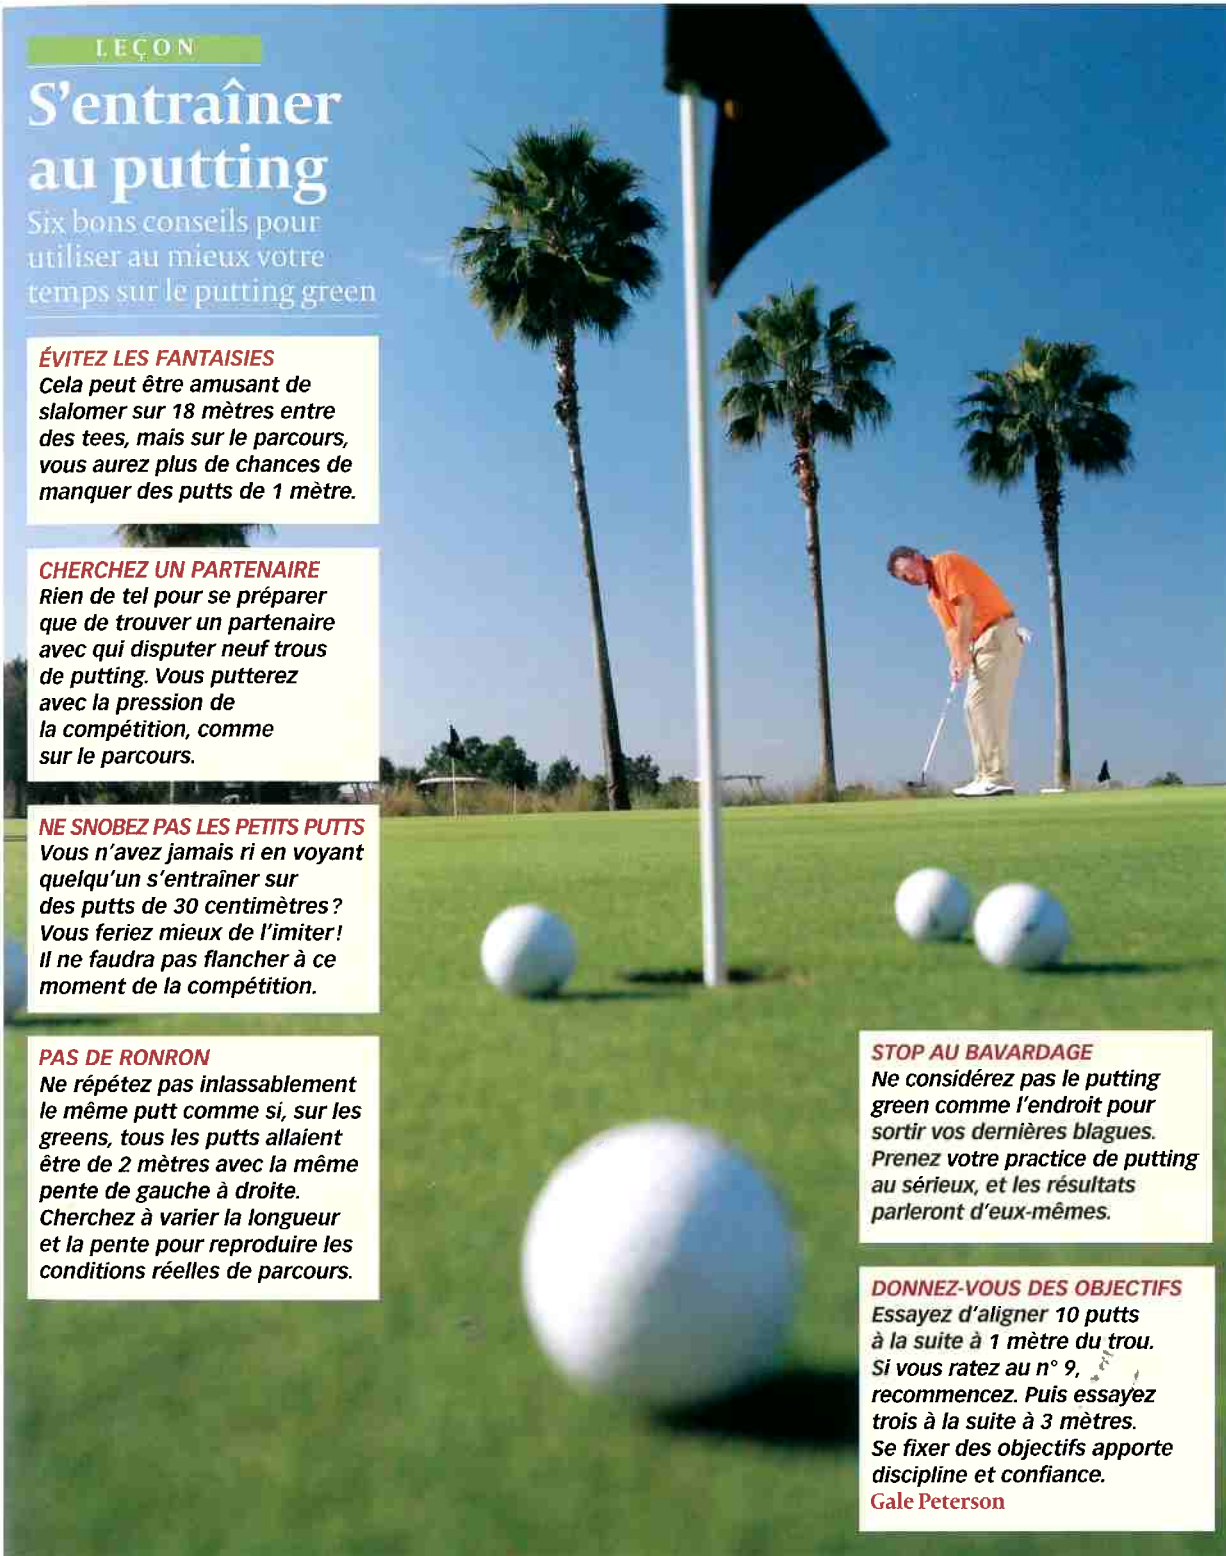 LEÇON
S'entraîner
au putting
Six bons conseils pour
utiliser au mieux votre
temps sur le putting green
ÉVITEZ LES FANTAISIES
Cela peut être amusant de
slalomer sur 18 mètres entre
des tees, mais sur le parcours,
vous aurez plus de chances de
manquer des putts de 1 mètre.
CHERCHEZ UN PARTENAIRE
Rien de tel pour se préparer
que de trouver un partenaire
avec qui disputer neuf trous
de putting. Vous putterez
avec la pression de
la compétition, comme
sur le parcours.
NE SNOBEZ PAS LES PETITS PUTTS
Vous n'avez jamais ri en voyant
quelqu'un s'entraîner sur
des putts de 30 centimètres ?
Vous feriez mieux de l'imiter!
Il ne faudra pas flancher à ce
moment de la compétition.
PAS DE RONRON
Ne répétez pas inlassablement
le même putt comme si, sur les
greens, tous les putts allaient
être de 2 mètres avec la même
pente de gauche à droite.
Cherchez à varier la longueur
et la pente pour reproduire les
conditions réelles de parcours.
STOP AU BAVARDAGE
Ne considérez pas le putting
green comme l'endroit pour
sortir vos dernières blagues.
Prenez votre practice de putting
au sérieux, et les résultats
parleront d'eux-mêmes.
DONNEZ-VOUS DES OBJECTIFS
Essayez d'aligner 10 putts
à la suite à 1 mètre du trou.
Si vous ratez au n° 9,
recommencez. Puis essayez
trois à la suite à 3 mètres.
Se fixer des objectifs apporte
discipline et confiance.
Gale Peterson